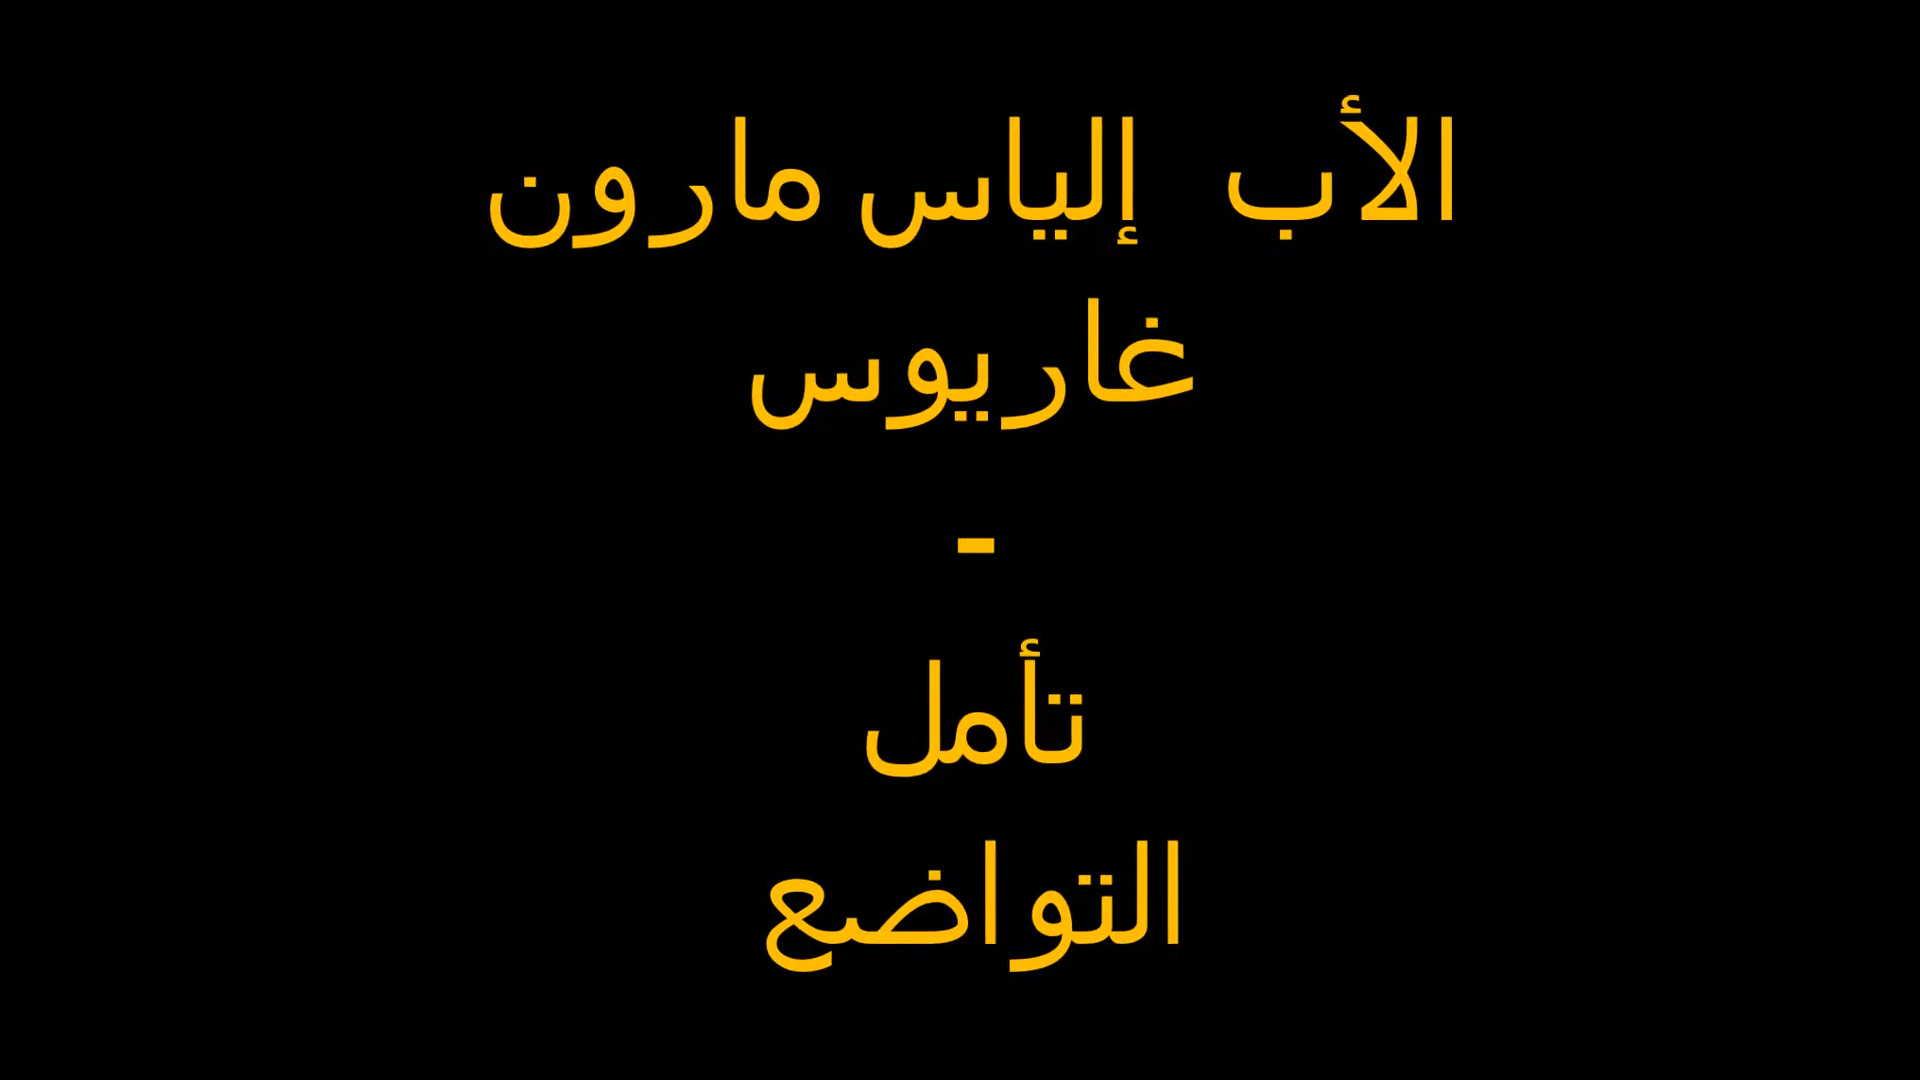 الأب إلياس مارون
غاريوس
-
تأمل
التواضع